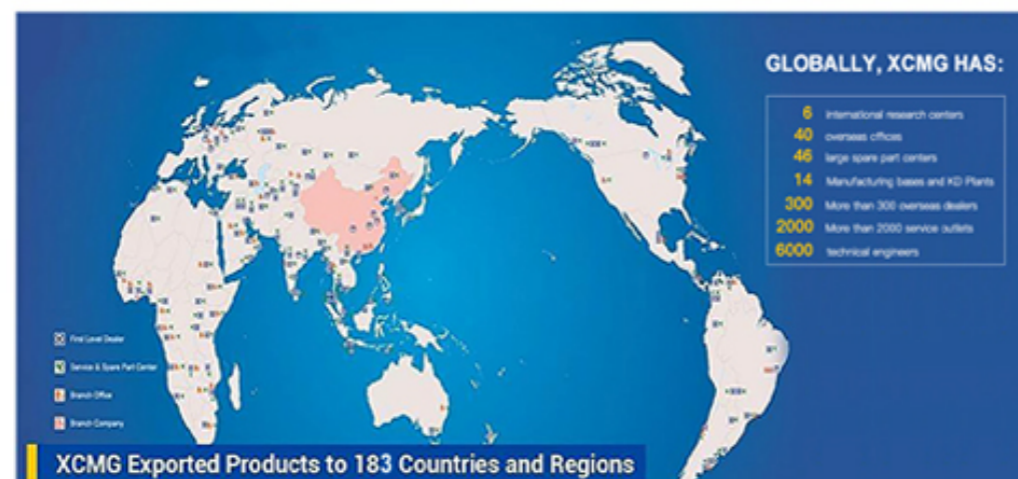 GLOBALLY, XCMG HAS:
6 international research centers
40 overseas offices
46 large spare part centers
14 Manufacturing bases and KD Plants
300 More than 300 overseas dealers
2000 More than 2000 service outlets
6000 technical engineers
First Level Dealer
Service & Spare Part Center
Branch Office
Branch Company
XCMG Exported Products to 183 Countries and Regions